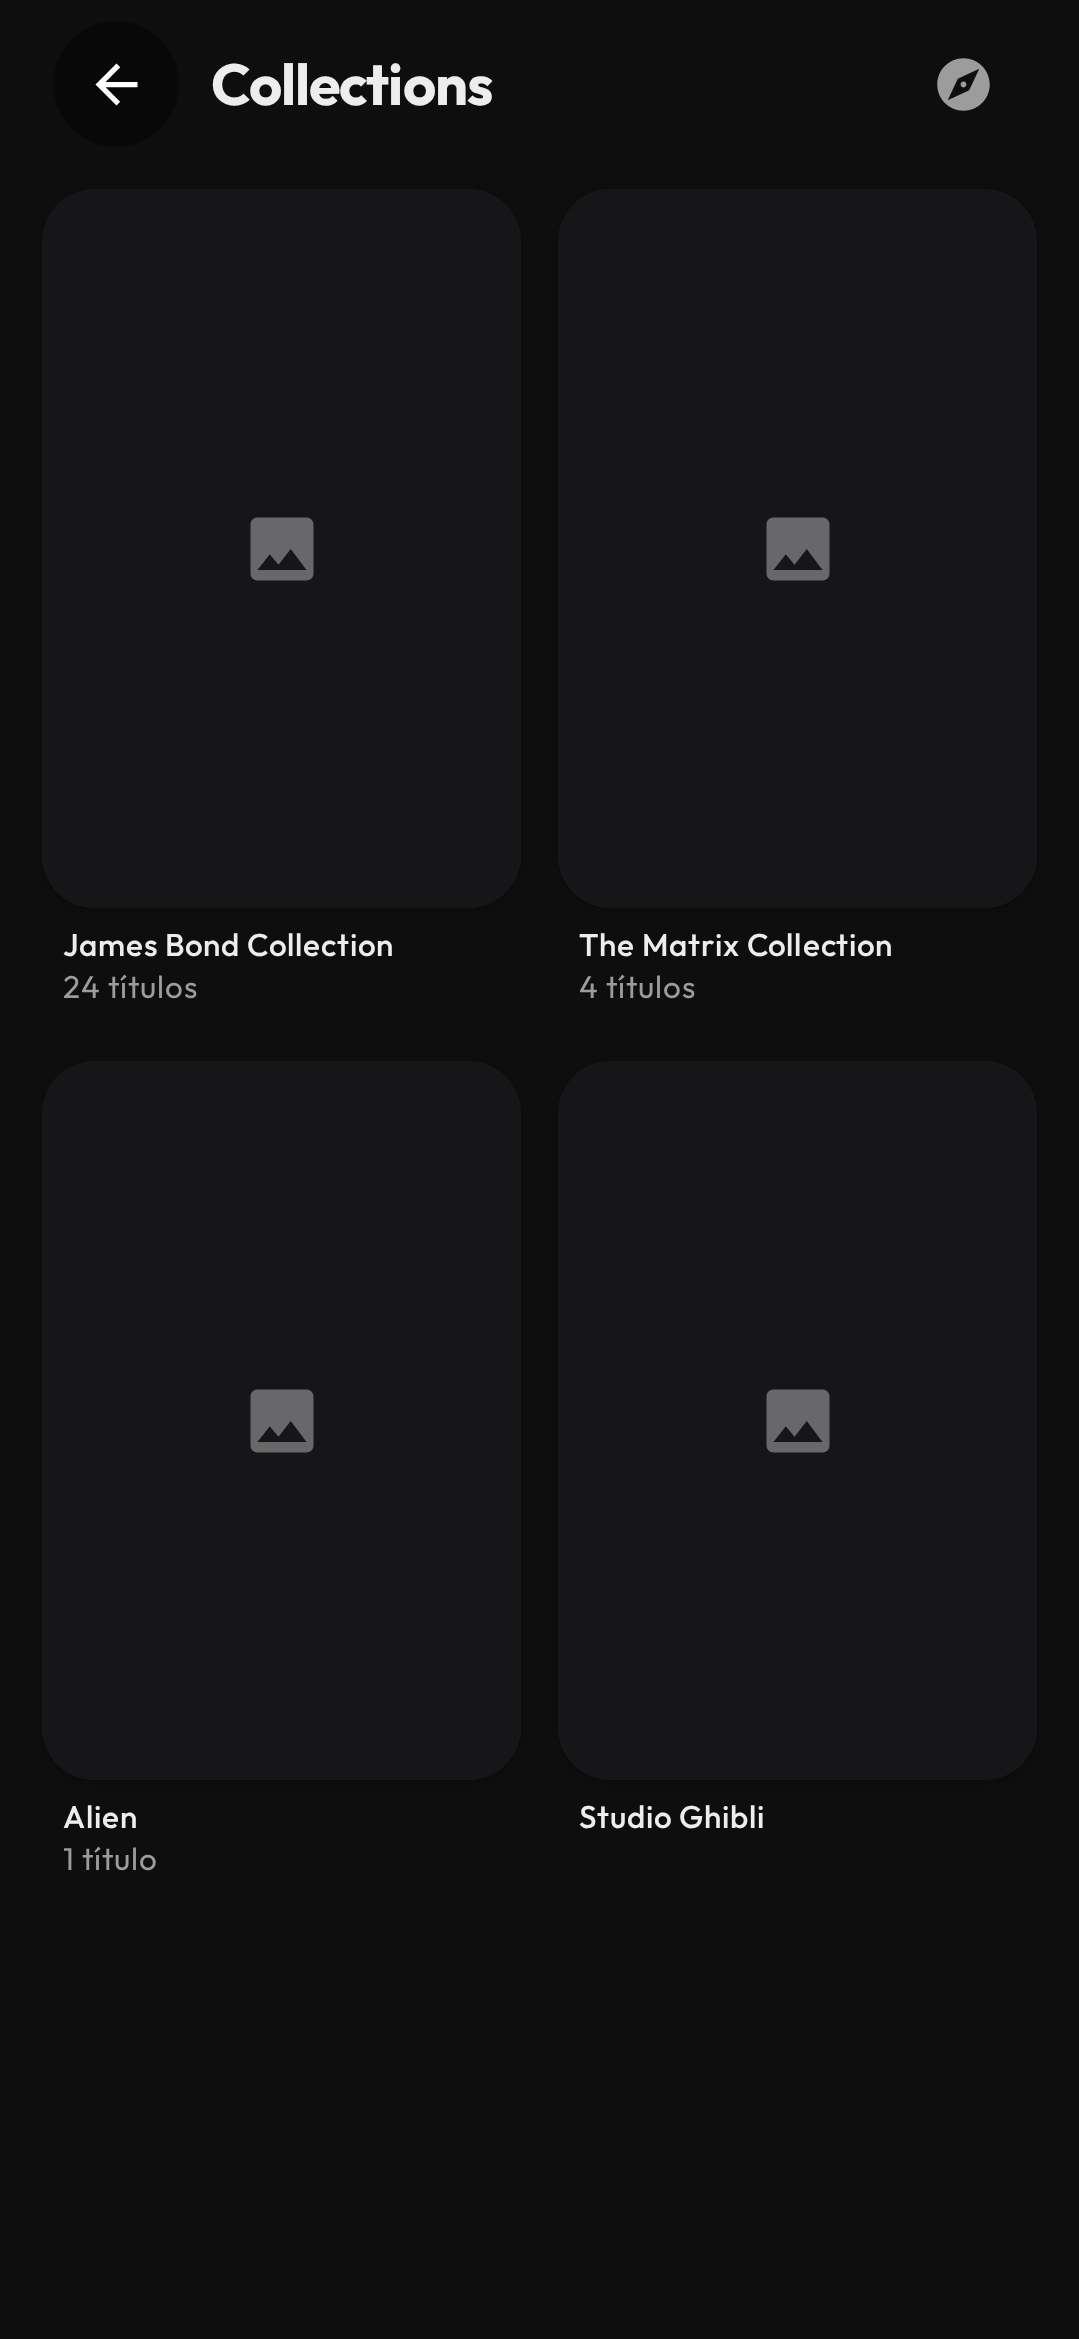 Collections
James Bond Collection
24 títulos
The Matrix Collection
4 títulos
Alien
1 título
Studio Ghibli